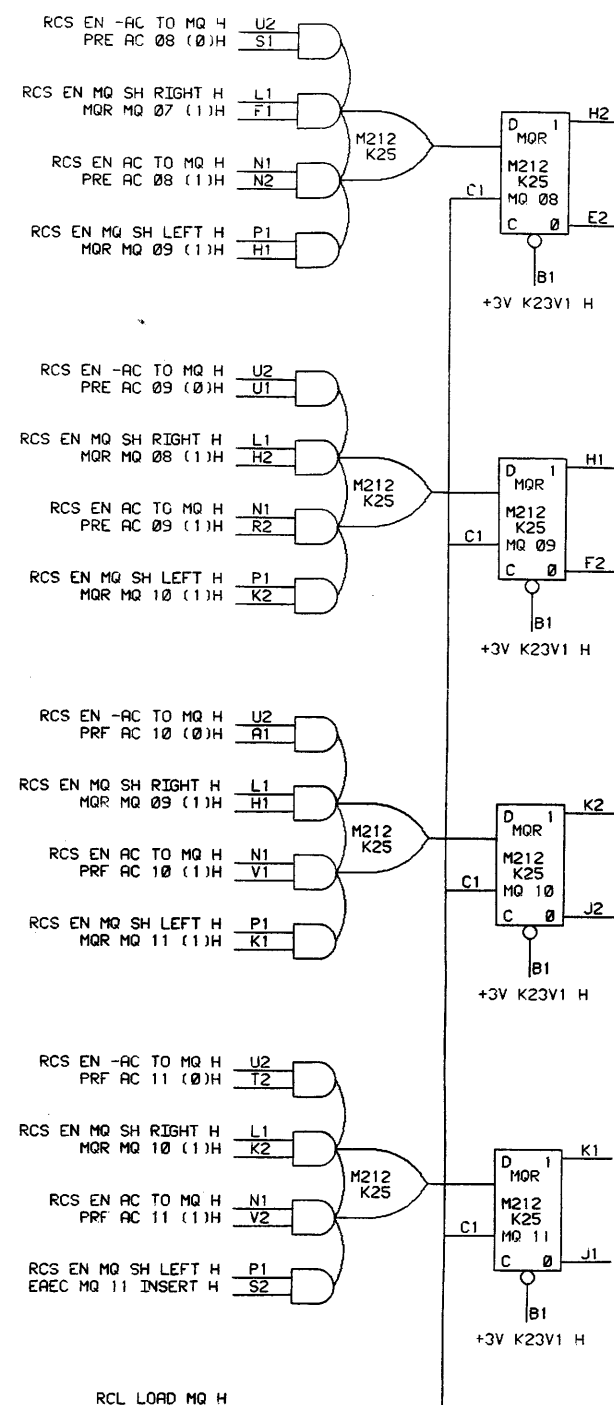 RCS EN -AC TO MQ H U2
PRE AC 08 (0)H S1
RCS EN MQ SH RIGHT H L1
MQR MQ 07 (1)H F1
RCS EN AC TO MQ H N1
PRE AC 08 (1)H N2
RCS EN MQ SH LEFT H P1
MQR MQ 09 (1)H H1
M212
K25
D 1 H2
MQR
M212
K25
C1 MQ 08
C 0 E2
B1
+3V K23V1 H
RCS EN -AC TO MQ H U2
PRE AC 09 (0)H U1
RCS EN MQ SH RIGHT H L1
MQR MQ 08 (1)H H2
RCS EN AC TO MQ H N1
PRE AC 09 (1)H R2
RCS EN MQ SH LEFT H P1
MQR MQ 10 (1)H K2
M212
K25
D 1 H1
MQR
M212
K25
C1 MQ 09
C 0 F2
B1
+3V K23V1 H
RCS EN -AC TO MQ H U2
PRF AC 10 (0)H A1
RCS EN MQ SH RIGHT H L1
MQR MQ 09 (1)H H1
RCS EN AC TO MQ H N1
PRF AC 10 (1)H V1
RCS EN MQ SH LEFT H P1
MQR MQ 11 (1)H K1
M212
K25
D 1 K2
MQR
M212
K25
C1 MQ 10
C 0 J2
B1
+3V K23V1 H
RCS EN -AC TO MQ H U2
PRF AC 11 (0)H T2
RCS EN MQ SH RIGHT H L1
MQR MQ 10 (1)H K2
RCS EN AC TO MQ H N1
PRF AC 11 (1)H V2
RCS EN MQ SH LEFT H P1
EAEC MQ 11 INSERT H S2
M212
K25
D 1 K1
MQR
M212
K25
C1 MQ 11
C 0 J1
B1
+3V K23V1 H
RCL LOAD MQ H